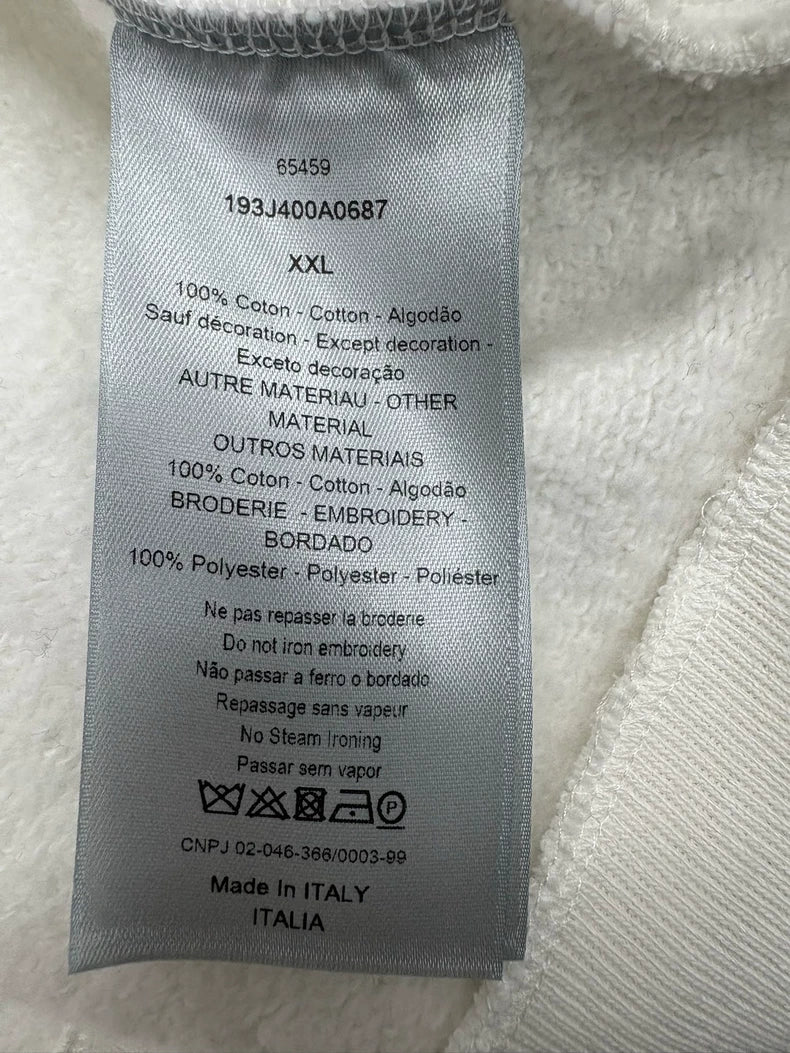 65459
193J400A0687
XXL
100% Coton - Cotton - Algodão
Sauf décoration - Except decoration -
Exceto decoração
AUTRE MATERIAU - OTHER
MATERIAL
OUTROS MATERIAIS
100% Coton - Cotton - Algodão
BRODERIE - EMBROIDERY -
BORDADO
100% Polyester - Polyester - Poliéster
Ne pas repasser la broderie
Do not iron embroidery
Não passar a ferro o bordado
Repassage sans vapeur
No Steam Ironing
Passar sem vapor
P
CNPJ 02-046-366/0003-99
Made In ITALY
ITALIA